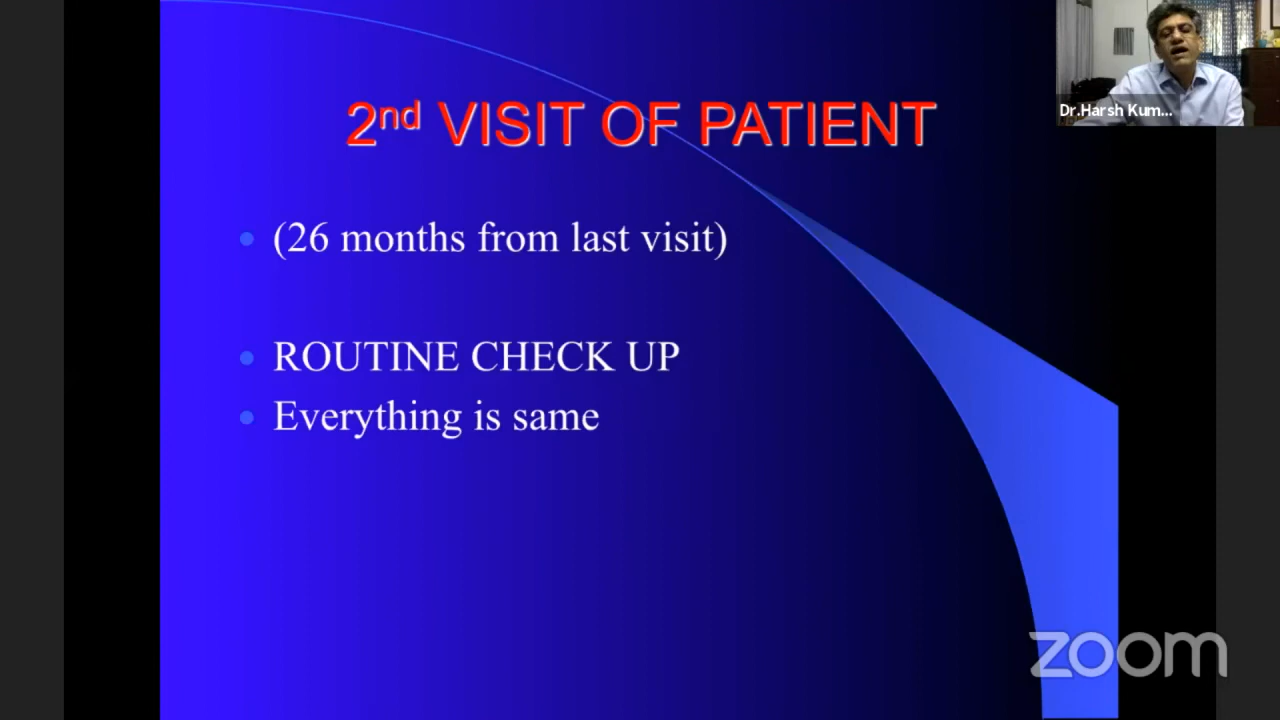 2nd VISIT OF PATIENT
Dr.Harsh Kum...
(26 months from last visit)
ROUTINE CHECK UP
Everything is same
zoom